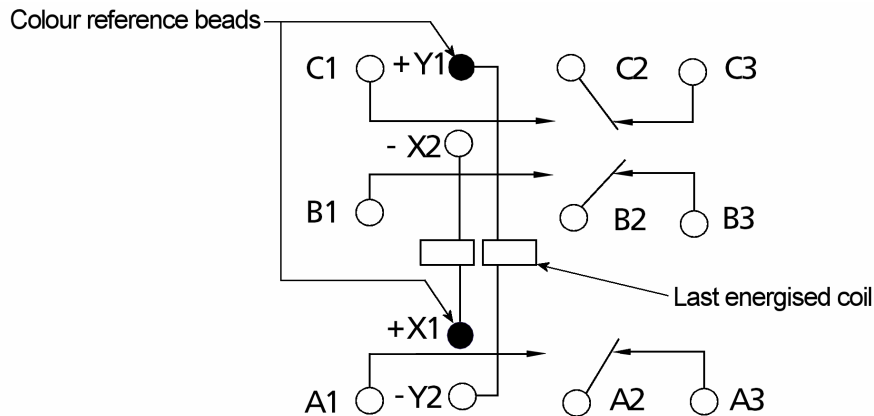 Colour reference beads
C1
+Y1
C2
C3
- X2
B1
B2
B3
Last energised coil
+X1
A1
-Y2
A2
A3